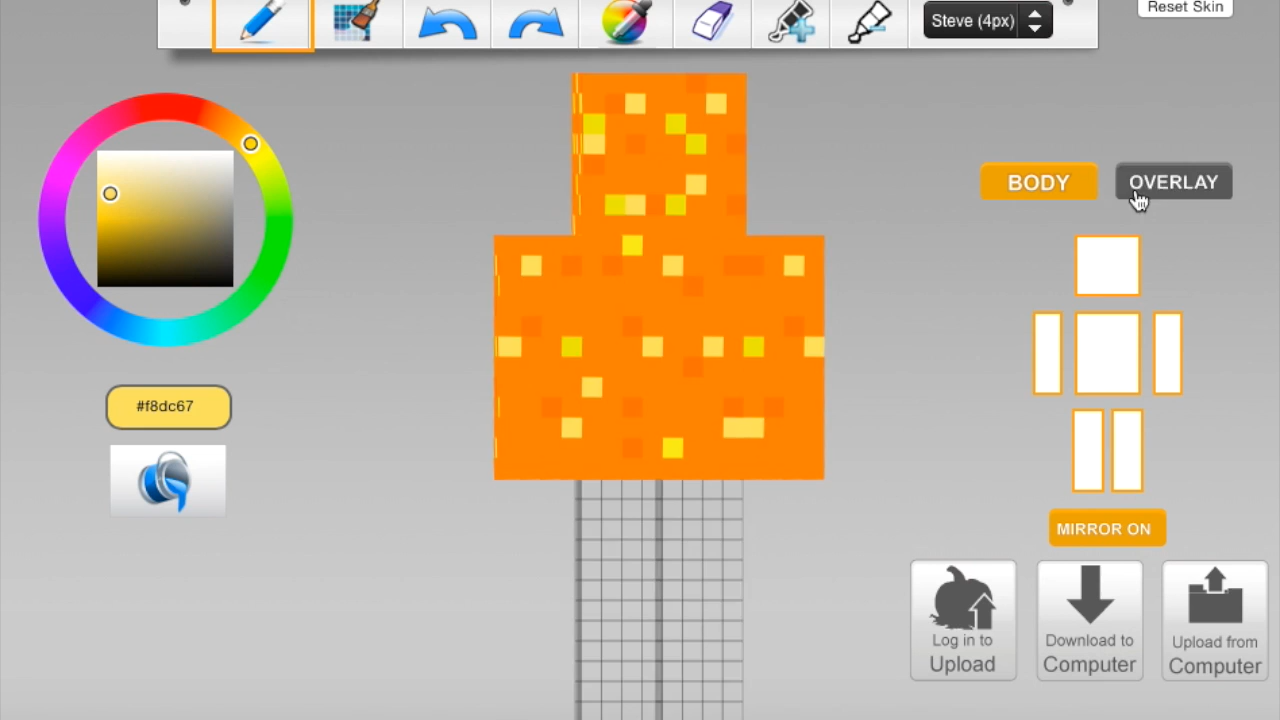 Steve (4px)
Reset Skin
BODY
OVERLAY
#f8dc67
MIRROR ON
Log in to
Upload
Download to
Computer
Upload from
Computer